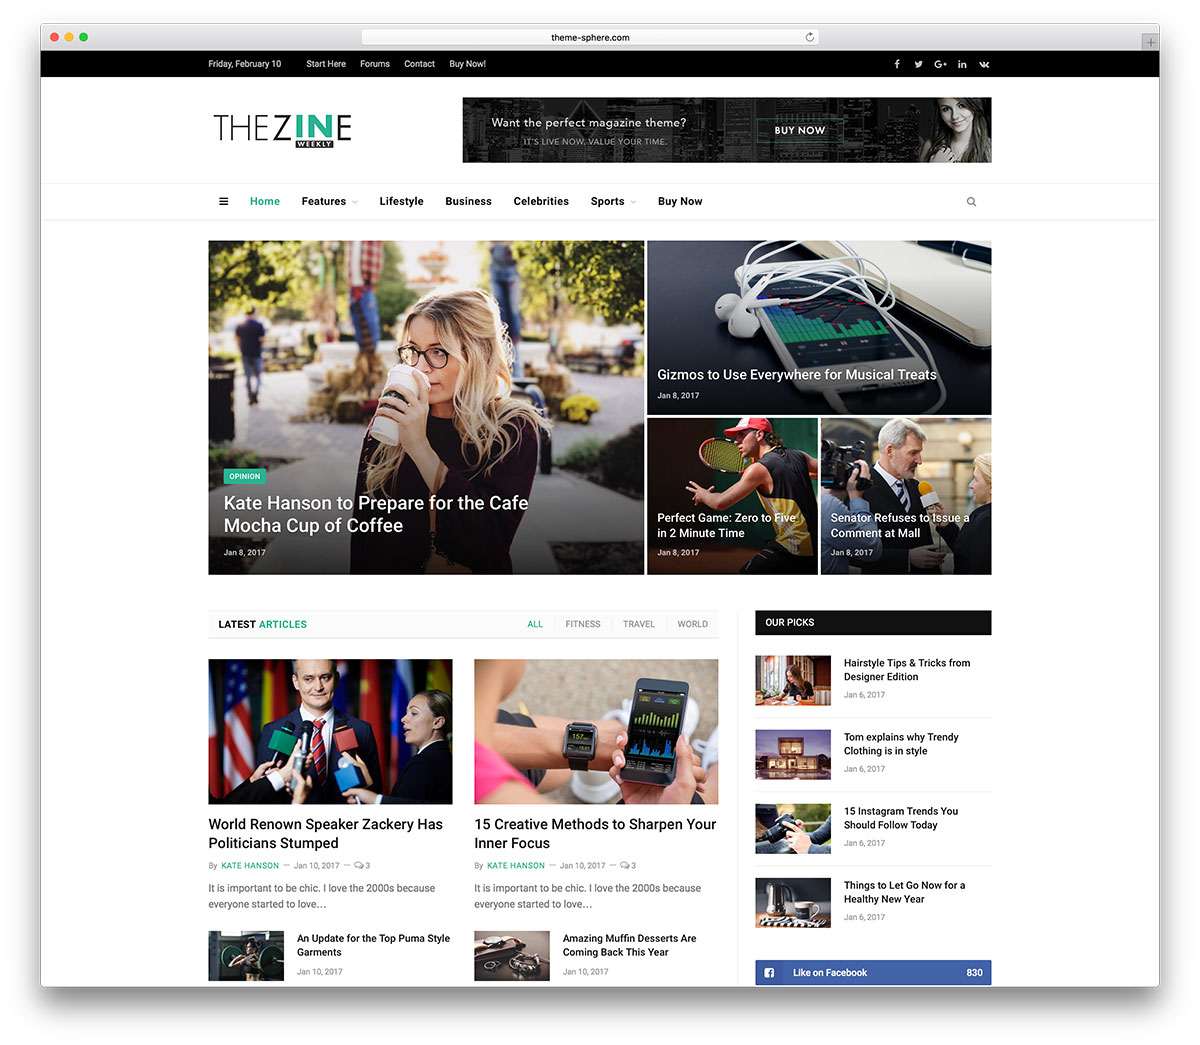 theme-sphere.com
Friday, February 10 Start Here Forums Contact Buy Now!
THEZINE
WEEKLY
Want the perfect magazine theme?
IT'S LIVE NOW. VALUE YOUR TIME.
BUY NOW
Home Features Lifestyle Business Celebrities Sports Buy Now
OPINION
Kate Hanson to Prepare for the Cafe
Mocha Cup of Coffee
Jan 8, 2017
Gizmos to Use Everywhere for Musical Treats
Jan 8, 2017
Perfect Game: Zero to Five
in 2 Minute Time
Jan 8, 2017
Senator Refuses to Issue a
Comment at Mall
Jan 8, 2017
LATEST ARTICLES
ALL FITNESS TRAVEL WORLD
World Renown Speaker Zackery Has
Politicians Stumped
By KATE HANSON — Jan 10, 2017 — 3
It is important to be chic. I love the 2000s because
everyone started to love…
157
15 Creative Methods to Sharpen Your
Inner Focus
By KATE HANSON — Jan 10, 2017 — 3
It is important to be chic. I love the 2000s because
everyone started to love…
An Update for the Top Puma Style
Garments
Jan 10, 2017
Amazing Muffin Desserts Are
Coming Back This Year
Jan 10, 2017
OUR PICKS
Hairstyle Tips & Tricks from
Designer Edition
Jan 6, 2017
Tom explains why Trendy
Clothing is in style
Jan 6, 2017
15 Instagram Trends You
Should Follow Today
Jan 6, 2017
Things to Let Go Now for a
Healthy New Year
Jan 6, 2017
Like on Facebook 830